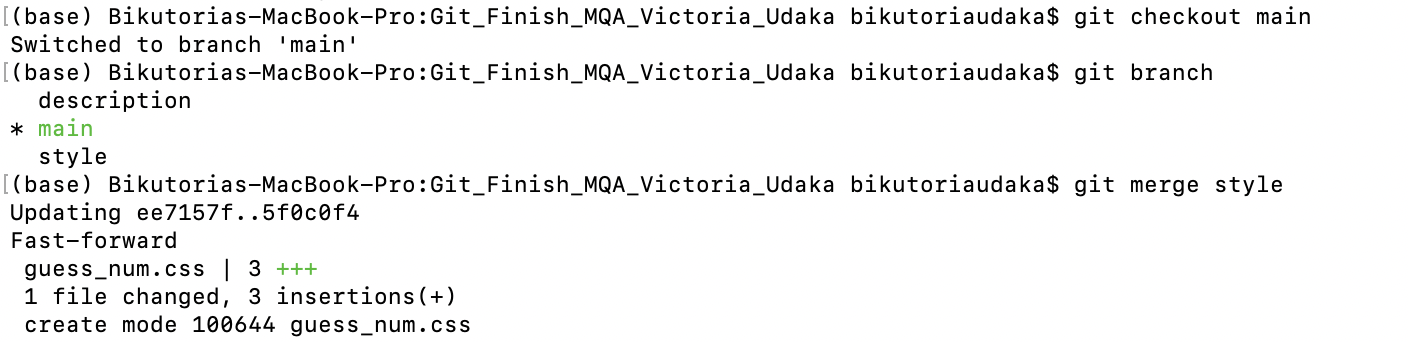 (base) Bikutorias-MacBook-Pro:Git_Finish_MQA_Victoria_Udaka bikutoriaudaka$ git checkout main
Switched to branch 'main'
(base) Bikutorias-MacBook-Pro:Git_Finish_MQA_Victoria_Udaka bikutoriaudaka$ git branch
  description
* main
  style
(base) Bikutorias-MacBook-Pro:Git_Finish_MQA_Victoria_Udaka bikutoriaudaka$ git merge style
Updating ee7157f..5f0c0f4
Fast-forward
 guess_num.css | 3 +++
 1 file changed, 3 insertions(+)
 create mode 100644 guess_num.css